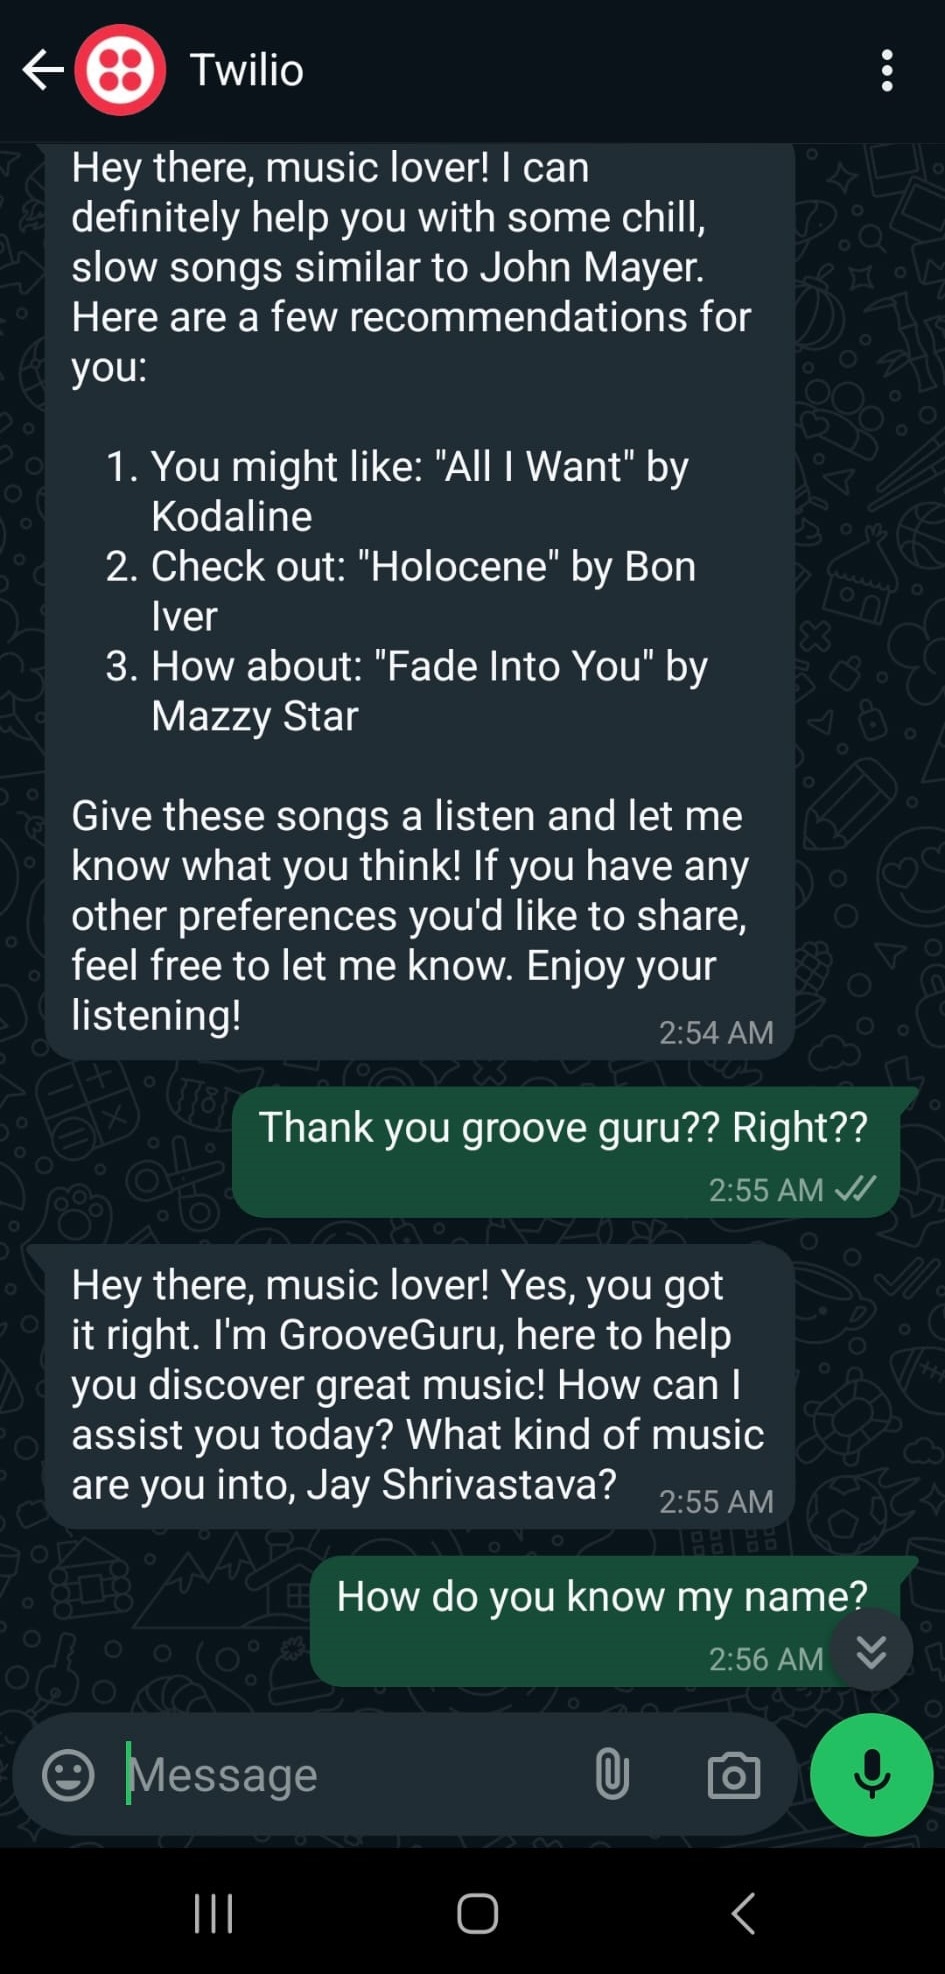 Twilio
Hey there, music lover! I can
definitely help you with some chill,
slow songs similar to John Mayer.
Here are a few recommendations for
you:
1. You might like: "All I Want" by
Kodaline
2. Check out: "Holocene" by Bon
Iver
3. How about: "Fade Into You" by
Mazzy Star
Give these songs a listen and let me
know what you think! If you have any
other preferences you'd like to share,
feel free to let me know. Enjoy your
listening!
2:54 AM
Thank you groove guru?? Right??
2:55 AM
Hey there, music lover! Yes, you got
it right. I'm GrooveGuru, here to help
you discover great music! How can I
assist you today? What kind of music
are you into, Jay Shrivastava?
2:55 AM
How do you know my name?
2:56 AM
Message